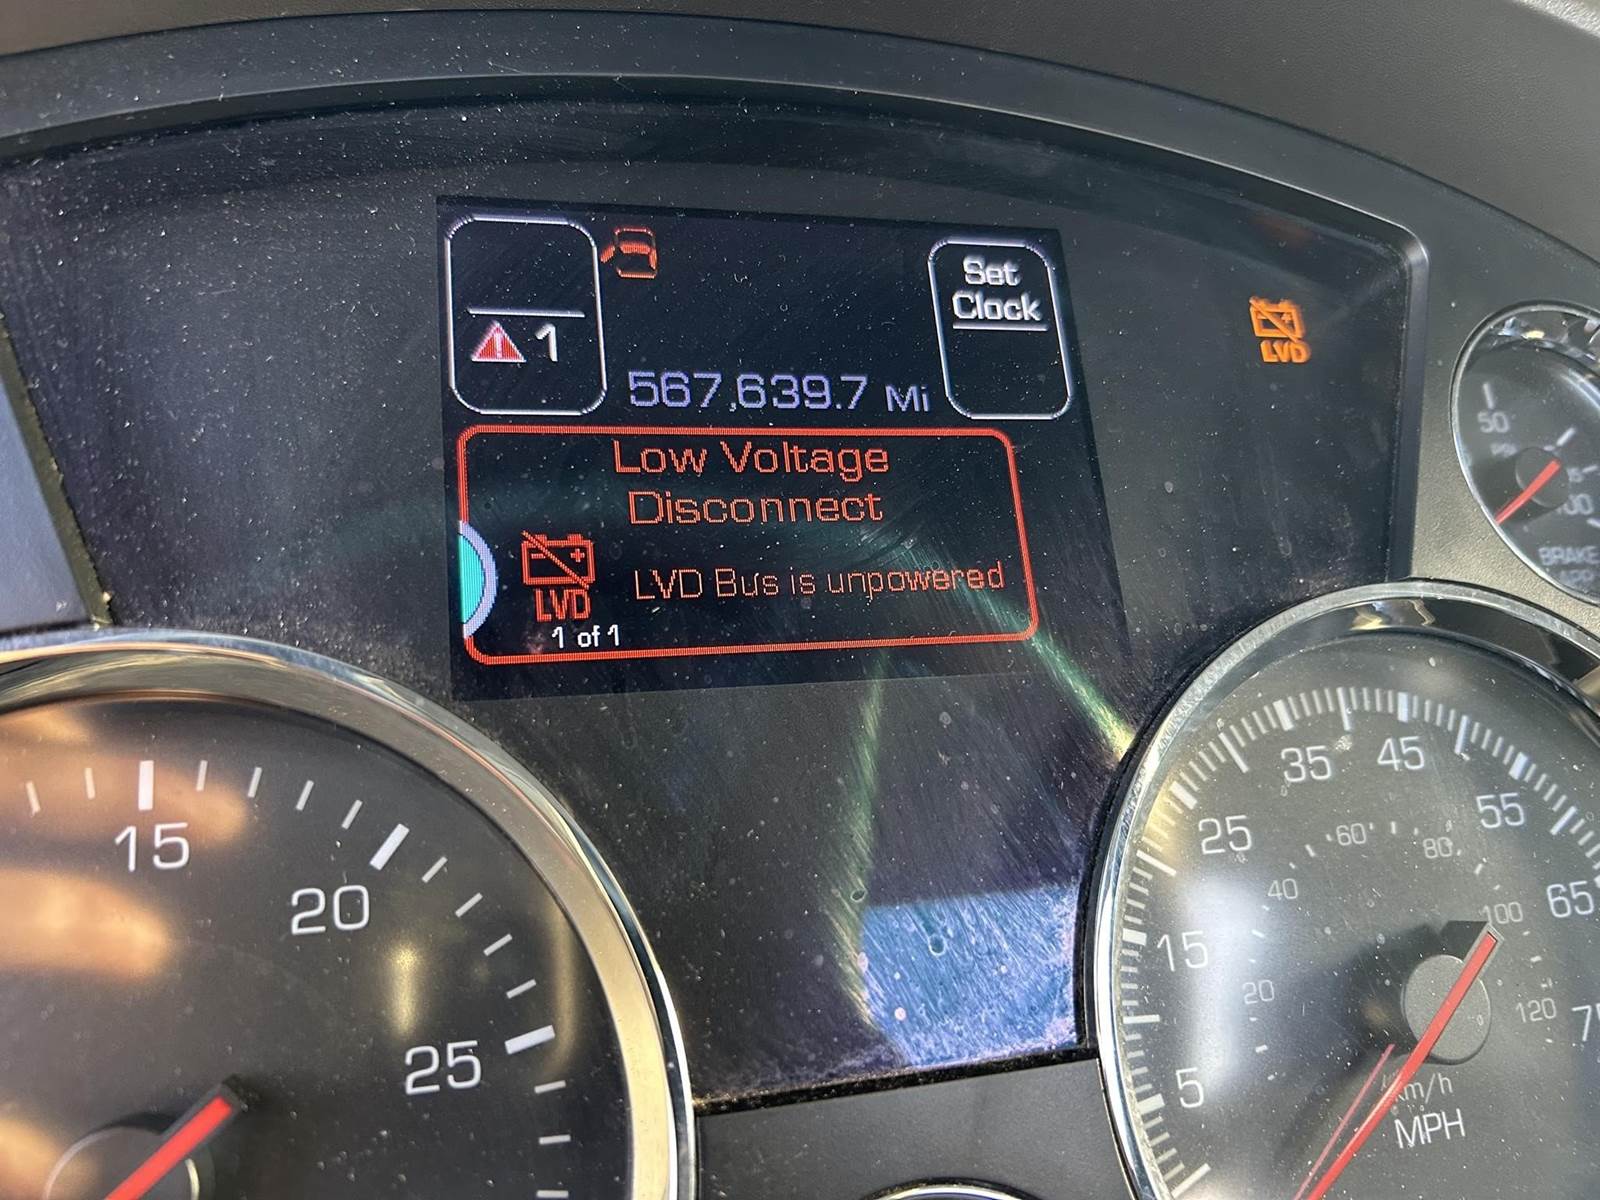 Set
Clock
1
567,639.7 Mi
Low Voltage
Disconnect
LVD
LVD Bus is unpowered
1 of 1
LVD
50
100
BRAKE
15
20
25
5
15
25
35
45
55
65
20
40
60
80
100
120
km/h
MPH